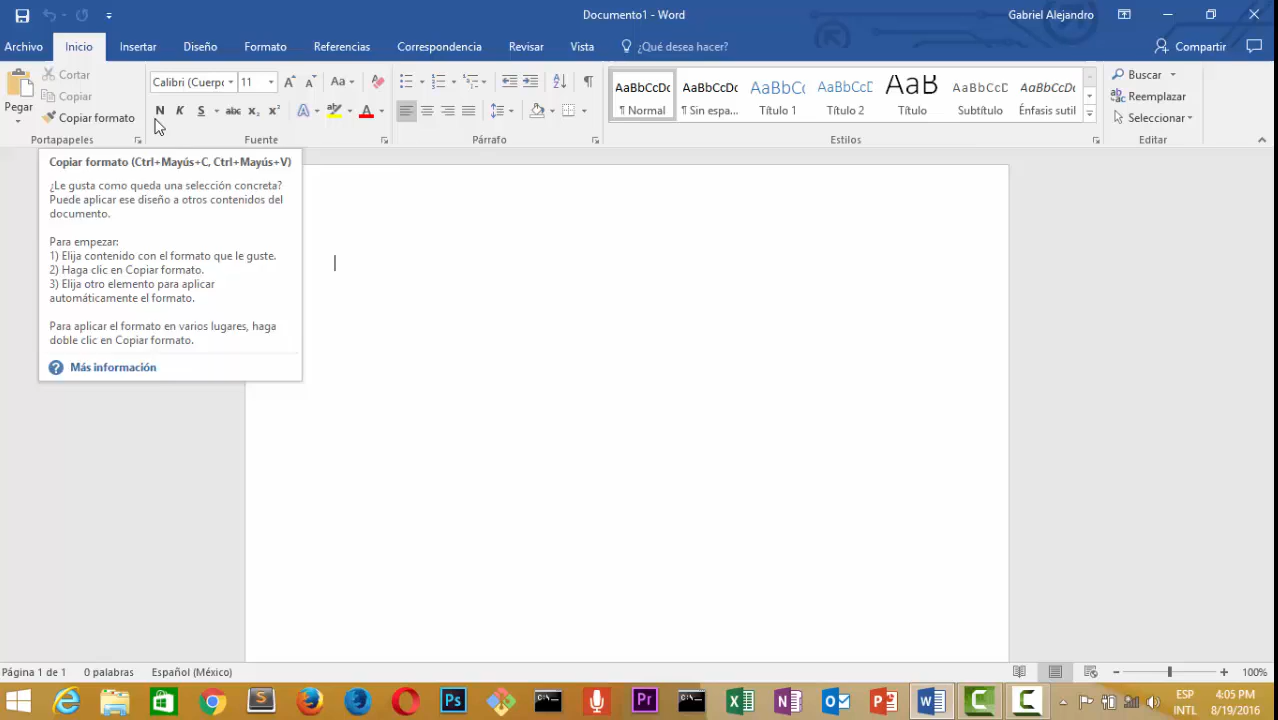 Documento1 - Word
Gabriel Alejandro
Archivo Inicio Insertar Diseño Formato Referencias Correspondencia Revisar Vista ¿Qué desea hacer? Compartir
Pegar
Cortar
Copiar
Copiar formato
Portapapeles
Calibri (Cuerpo 11 Aa
N K S abc x₂ x² A A
Fuente
Párrafo
AaBbCcDc AaBbCcDc AaBbCc AaBbCcD AaB AaBbCcD AaBbCcDc
¶ Normal ¶ Sin espa... Título 1 Título 2 Título Subtítulo Énfasis sutil
Estilos
Buscar
Reemplazar
Seleccionar
Editar
Copiar formato (Ctrl+Mayús+C, Ctrl+Mayús+V)
¿Le gusta como queda una selección concreta?
Puede aplicar ese diseño a otros contenidos del
documento.
Para empezar:
1) Elija contenido con el formato que le guste.
2) Haga clic en Copiar formato.
3) Elija otro elemento para aplicar
automáticamente el formato.
Para aplicar el formato en varios lugares, haga
doble clic en Copiar formato.
Más información
Página 1 de 1 0 palabras Español (México)
100%
ESP
INTL
4:05 PM
8/19/2016